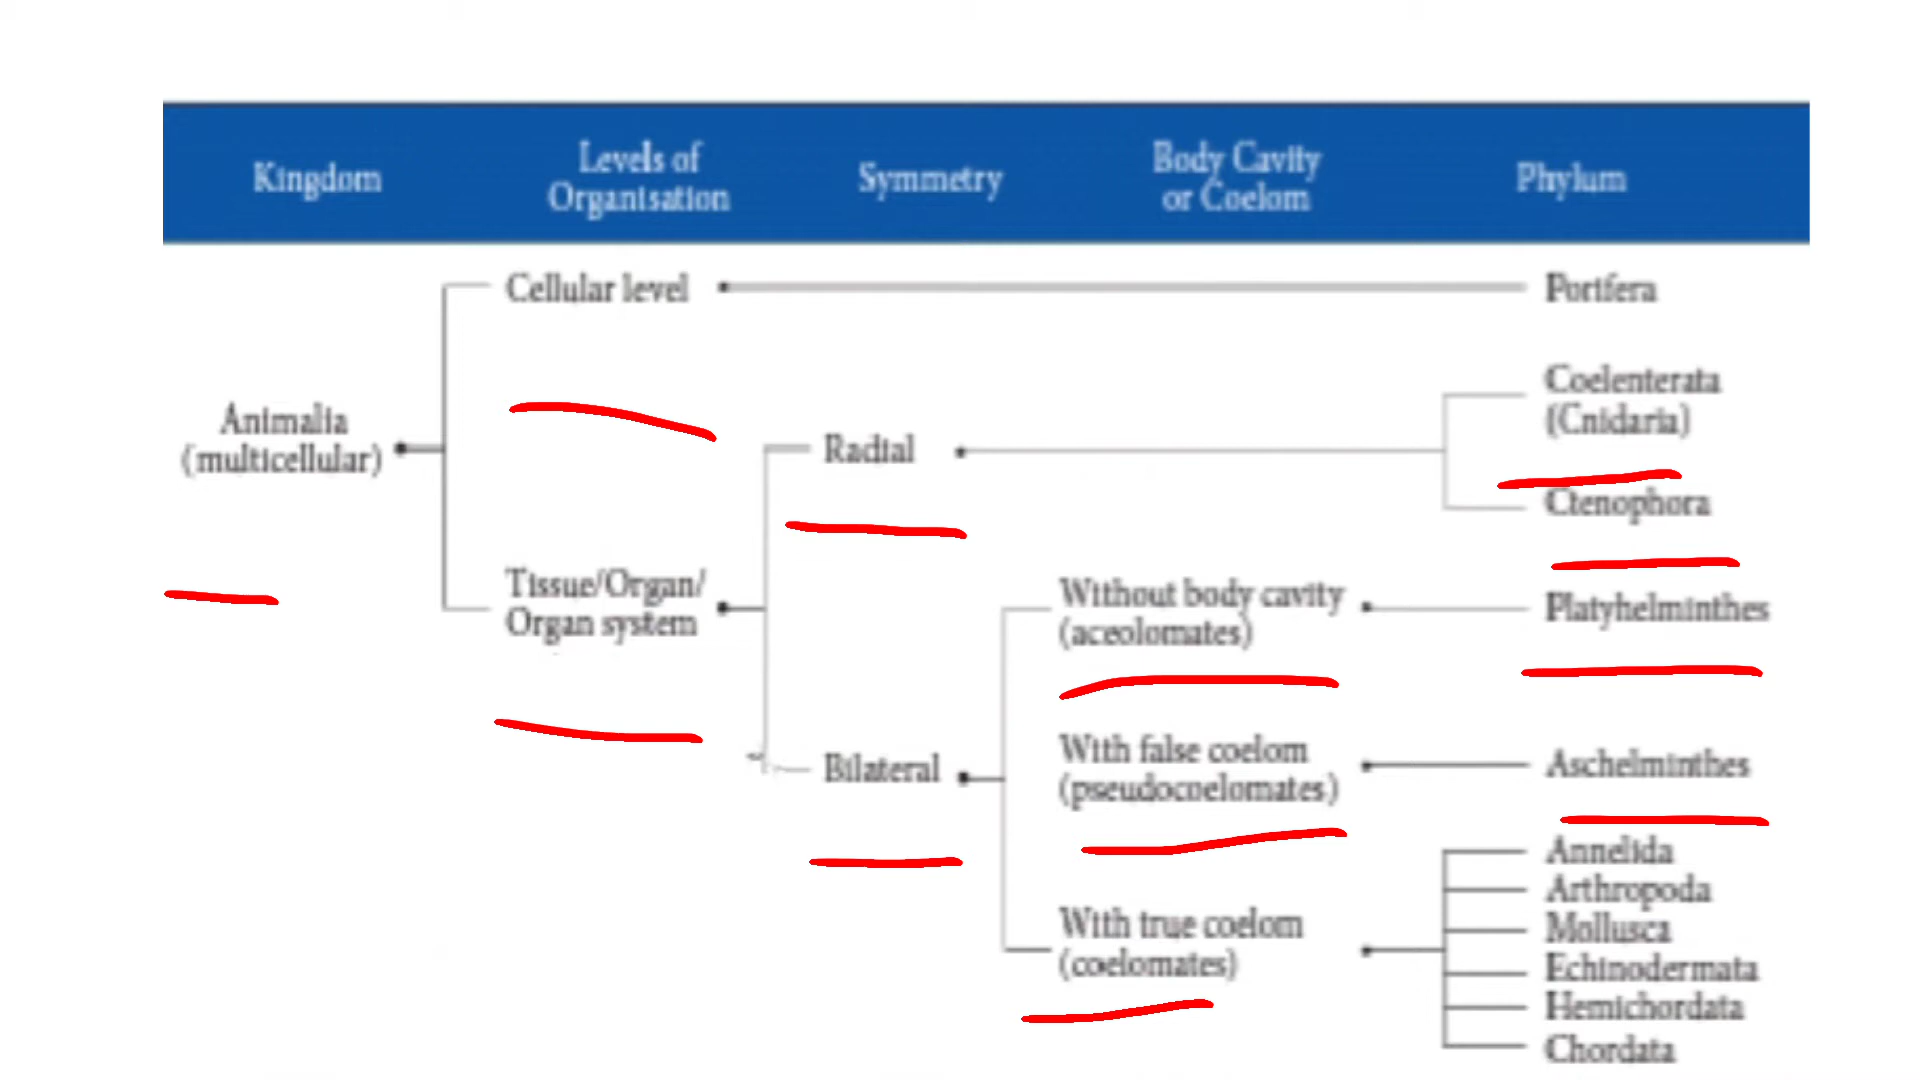 Kingdom
Levels of
Organisation
Symmetry
Body Cavity
or Coelom
Phylum
Cellular level
Porifera
Animalia
(multicellular)
Radial
Coelenterata
(Cnidaria)
Ctenophora
Tissue/Organ/
Organ system
Without body cavity
(aceolomates)
Platyhelminthes
Bilateral
With false coelom
(pseudocoelomates)
Aschelminthes
With true coelom
(coelomates)
Annelida
Arthropoda
Mollusca
Echinodermata
Hemichordata
Chordata